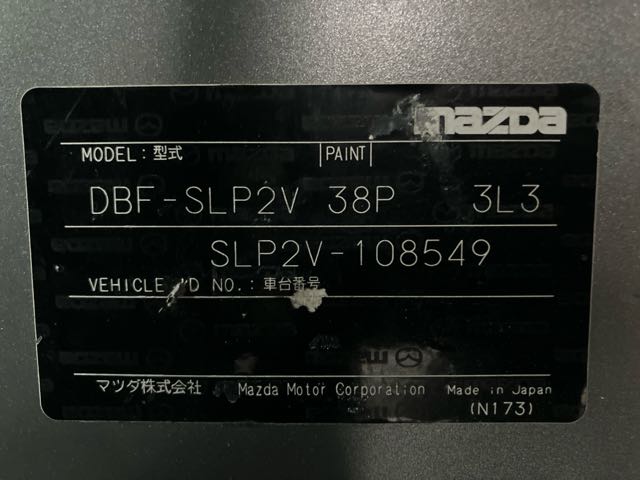 mazda
MODEL: 型式 |PAINT|
DBF-SLP2V 38P 3L3
SLP2V-108549
VEHICLE I'D NO.: 車台番号
マツダ株式会社 Mazda Motor Corporation Made in Japan
(N173)